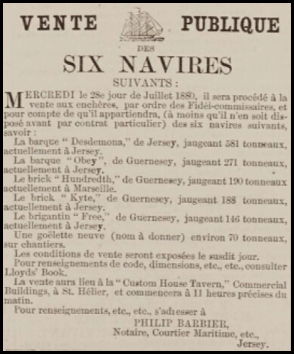 VENTE PUBLIQUE
DES
SIX NAVIRES
SUIVANTS :
MERCREDI le 28e jour de Juillet 1880, il sera procédé à la
vente aux enchères, par ordre des Fidéi-commissaires, et
pour compte de qu'il appartiendra, (à moins qu'il n'en soit dis-
posé avant par contrat particulier) des six navires suivants,
savoir :
La barque "Desdemona," de Jersey, jaugeant 581 tonneaux,
actuellement à Jersey.
La barque "Obey", de Guernesey, jaugeant 271 tonneaux,
actuellement à Jersey.
Le brick "Hundredth," de Guernesey, jaugeant 190 tonneaux
actuellement à Marseille.
Le brick "Kyte," de Guernesey, jaugeant 188 tonneaux,
actuellement à Jersey.
Le brigantin "Free," de Guernesey, jaugeant 146 tonneaux,
actuellement à Jersey.
Une goëlette neuve (nom à donner) environ 70 tonneaux,
sur chantiers.
Les conditions de vente seront exposées le susdit jour.
Pour renseignements de code, dimensions, etc., etc., consulter
Lloyds' Book.
La vente aura lieu à la "Custom House Tavern," Commercial
Buildings, à St. Hélier, et commencera à 11 heures précises du
matin.
Pour renseignements, etc., etc., s'adresser à
PHILIP BARBIER,
Notaire, Courtier Maritime, etc.,
Jersey.